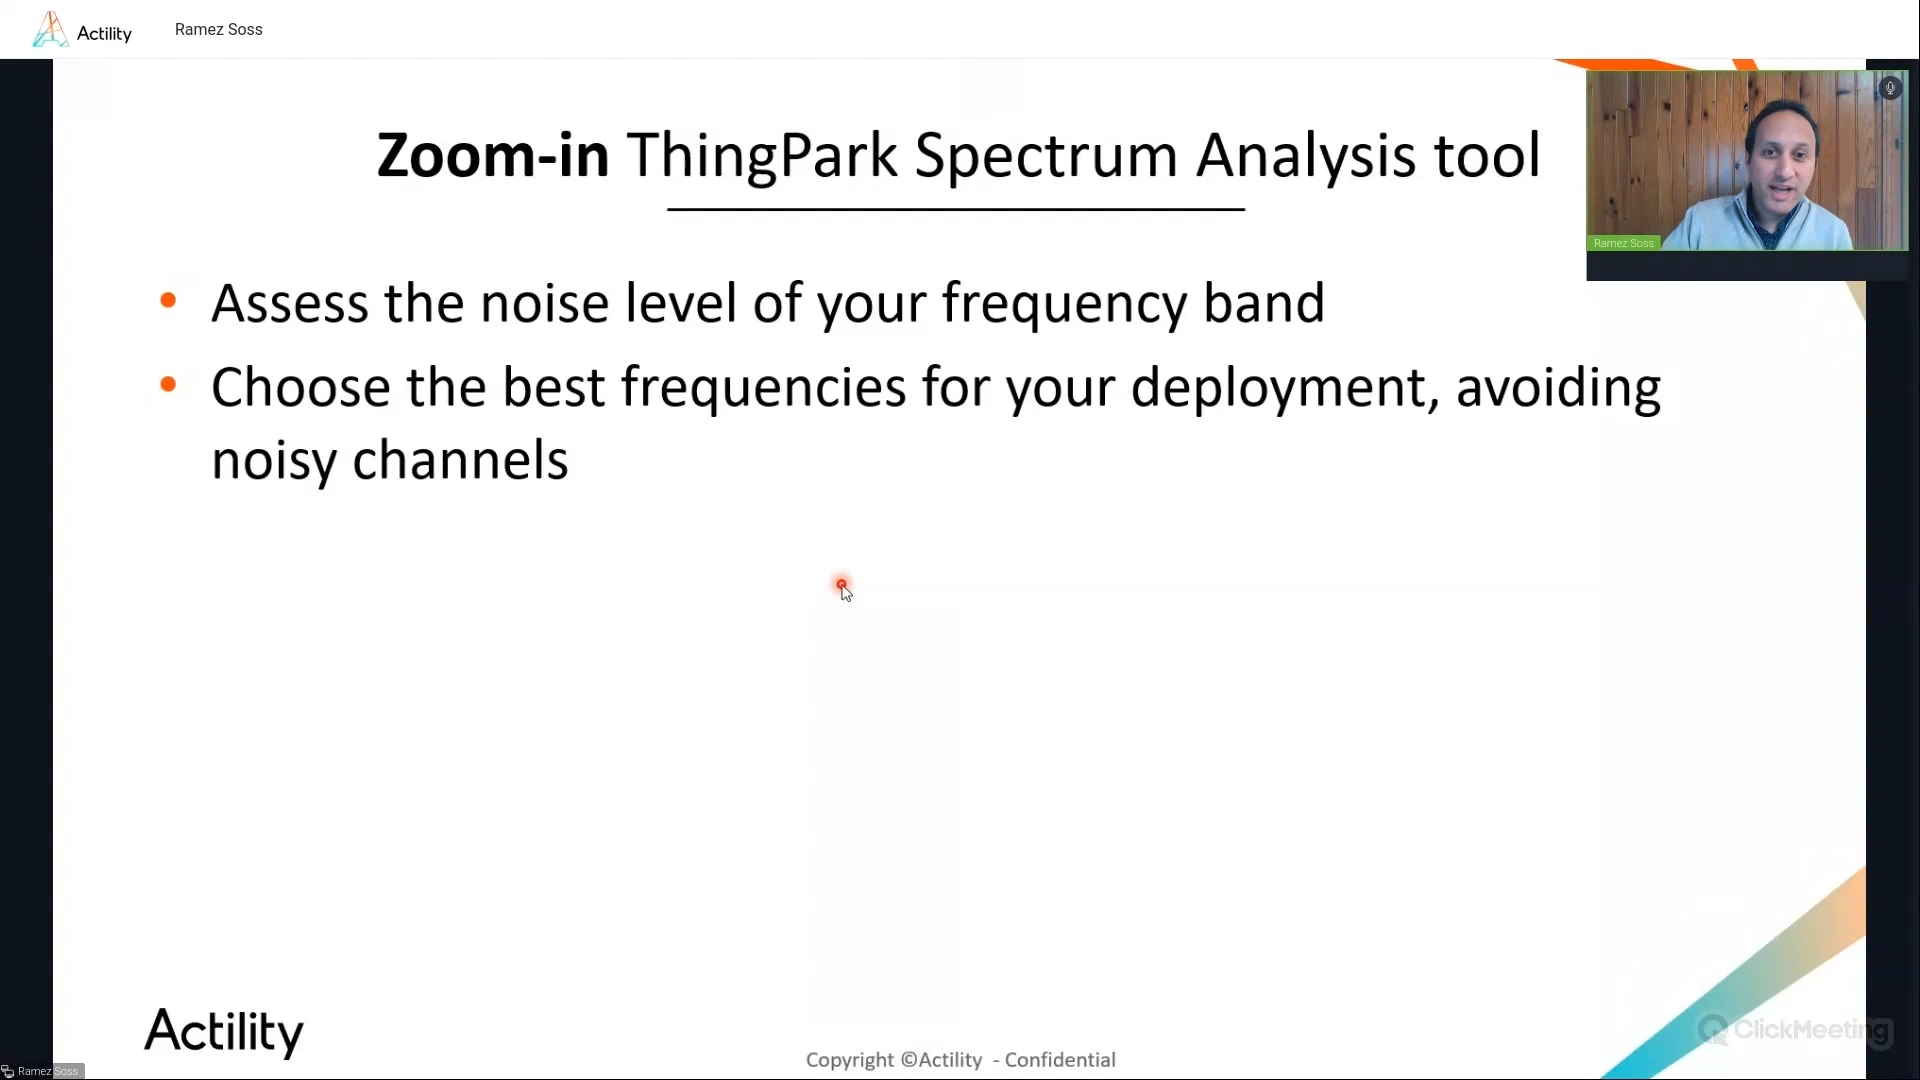 Actility
Ramez Soss
Zoom-in ThingPark Spectrum Analysis tool
Ramez Soss
• Assess the noise level of your frequency band
• Choose the best frequencies for your deployment, avoiding
noisy channels
Actility
ClickMeeting
Copyright ©Actility - Confidential
Ramez Soss